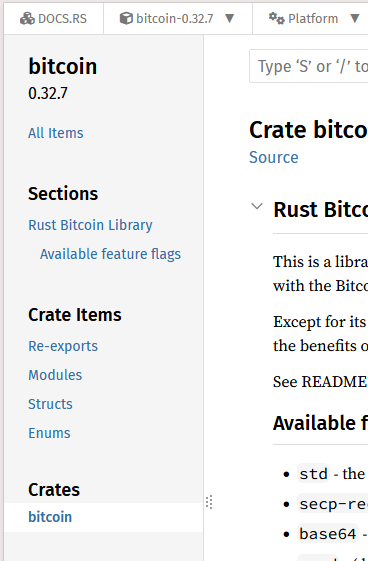 DOCS.RS bitcoin-0.32.7 Platform
bitcoin
0.32.7
All Items
Sections
Rust Bitcoin Library
Available feature flags
Crate Items
Re-exports
Modules
Structs
Enums
Crates
bitcoin
Type ‘S’ or ‘/’ to
Crate bitco
Source
Rust Bitc
This is a libra
with the Bitco
Except for its
the benefits o
See README
Available f
std - the
secp-re
base64 -